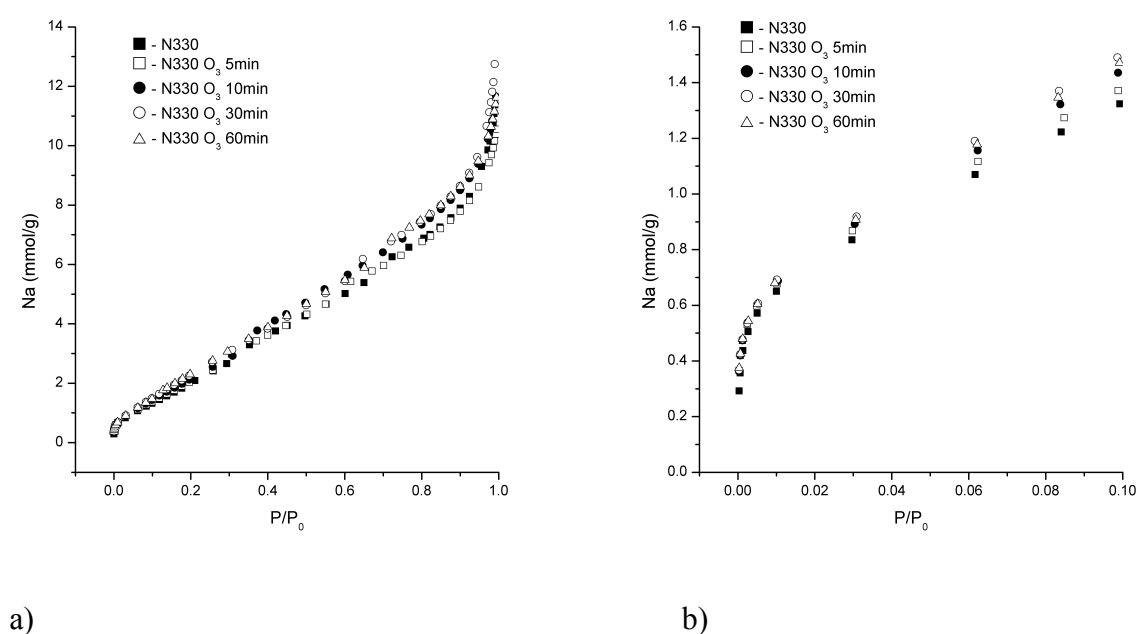 14
12
10
8
6
4
2
0
Na (mmol/g)
■ - N330
□ - N330 O₃ 5min
● - N330 O₃ 10min
○ - N330 O₃ 30min
△ - N330 O₃ 60min
0.0 0.2 0.4 0.6 0.8 1.0
P/P₀
a)
1.6
1.4
1.2
1.0
0.8
0.6
0.4
0.2
0.0
Na (mmol/g)
■ - N330
□ - N330 O₃ 5min
● - N330 O₃ 10min
○ - N330 O₃ 30min
△ - N330 O₃ 60min
0.00 0.02 0.04 0.06 0.08 0.10
P/P₀
b)